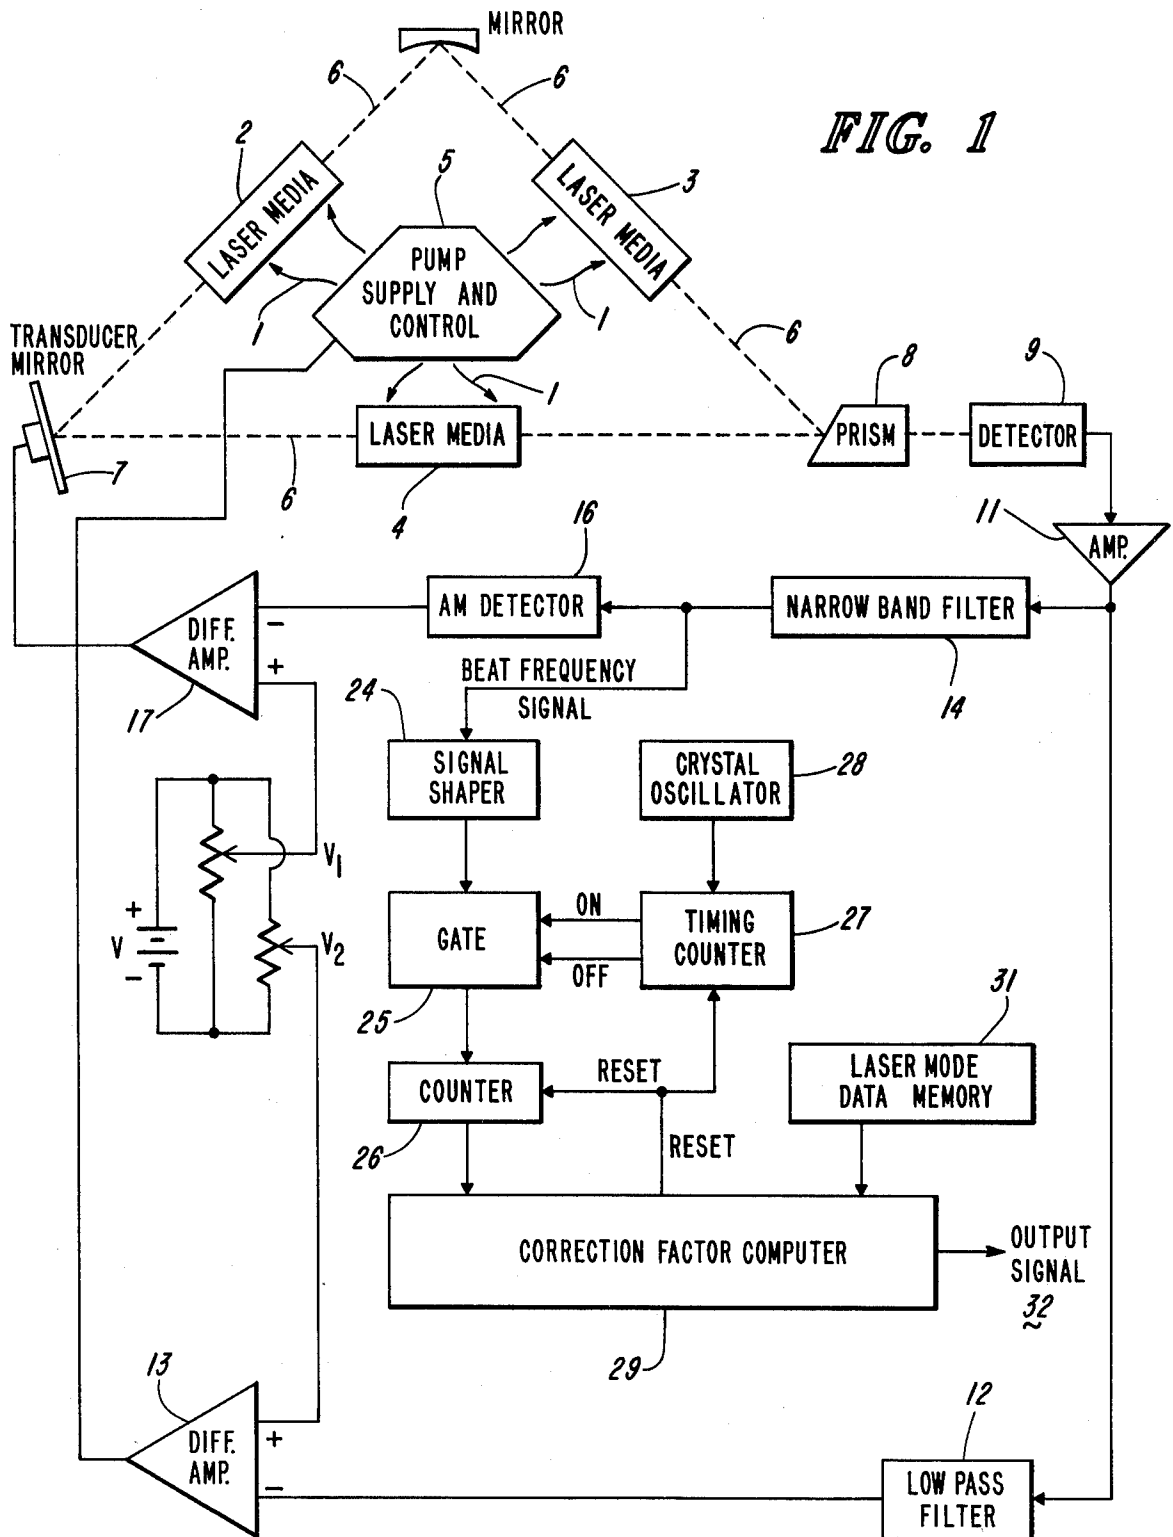 MIRROR
6
6
FIG. 1
2
LASER MEDIA
5
LASER MEDIA
3
PUMP
SUPPLY AND
CONTROL
1
1
6
TRANSDUCER
MIRROR
8
9
1
LASER MEDIA
PRISM
DETECTOR
7
6
4
16
11
AMP.
DIFF.
AMP.
−
+
AM DETECTOR
NARROW BAND FILTER
17
BEAT FREQUENCY
SIGNAL
24
14
SIGNAL
SHAPER
CRYSTAL
OSCILLATOR
28
V1
+
V
−
V2
GATE
ON
OFF
TIMING
COUNTER
27
25
31
COUNTER
RESET
LASER MODE
DATA MEMORY
26
RESET
CORRECTION FACTOR COMPUTER
OUTPUT
SIGNAL
32
29
13
12
DIFF.
AMP.
+
−
LOW PASS
FILTER